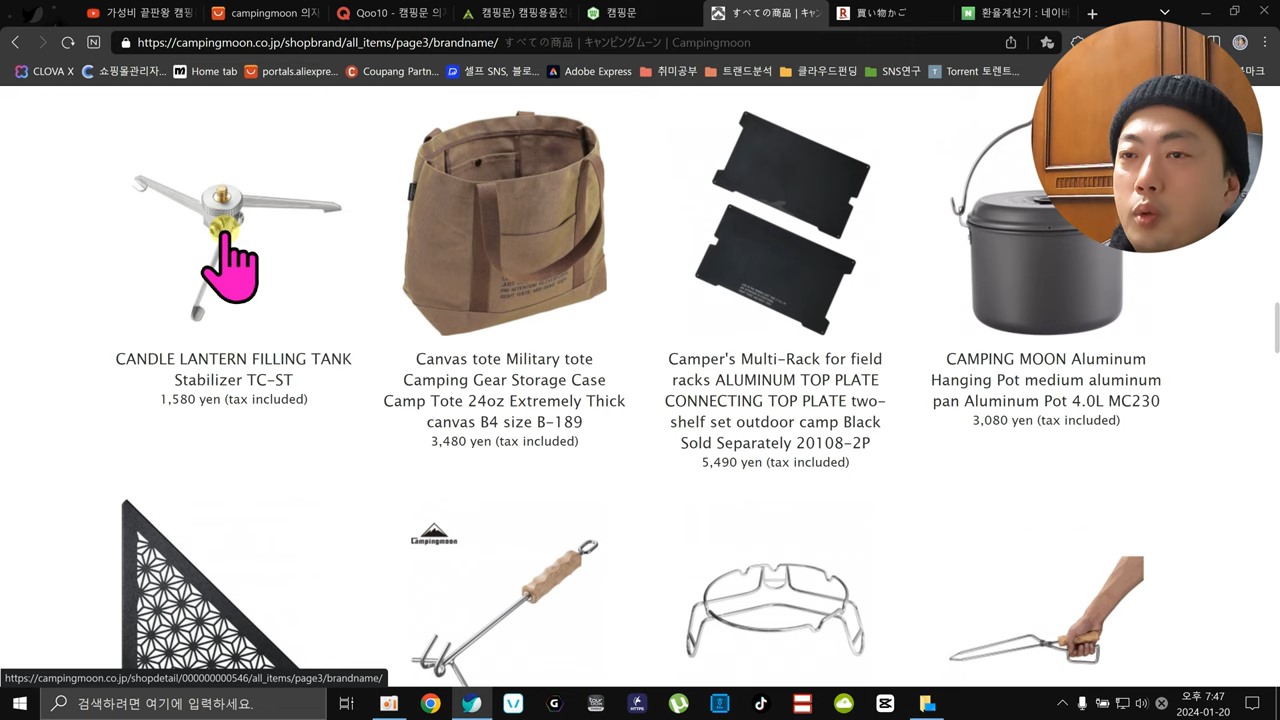 가성비 끝판왕 캠핑
campingmoon 의자
Qoo10 - 캠핑문 의자
캠핑문) 캠핑용품전
캠핑문
すべての商品 | キャン
買い物かご
환율계산기 : 네이버
https://campingmoon.co.jp/shopbrand/all_items/page3/brandname/ すべての商品 | キャンピングムーン | Campingmoon
CLOVA X
쇼핑몰관리자...
Home tab
portals.aliexpre...
Coupang Partn...
셀프 SNS, 블로...
Adobe Express
취미공부
트랜드분석
클라우드펀딩
SNS연구
Torrent 토렌트...
CANDLE LANTERN FILLING TANK
Stabilizer TC-ST
1,580 yen (tax included)
Canvas tote Military tote
Camping Gear Storage Case
Camp Tote 24oz Extremely Thick
canvas B4 size B-189
3,480 yen (tax included)
Camper's Multi-Rack for field
racks ALUMINUM TOP PLATE
CONNECTING TOP PLATE two-
shelf set outdoor camp Black
Sold Separately 20108-2P
5,490 yen (tax included)
CAMPING MOON Aluminum
Hanging Pot medium aluminum
pan Aluminum Pot 4.0L MC230
3,080 yen (tax included)
Campingmoon
https://campingmoon.co.jp/shopdetail/000000000546/all_items/page3/brandname/
검색하려면 여기에 입력하세요.
오후 7:47
2024-01-20